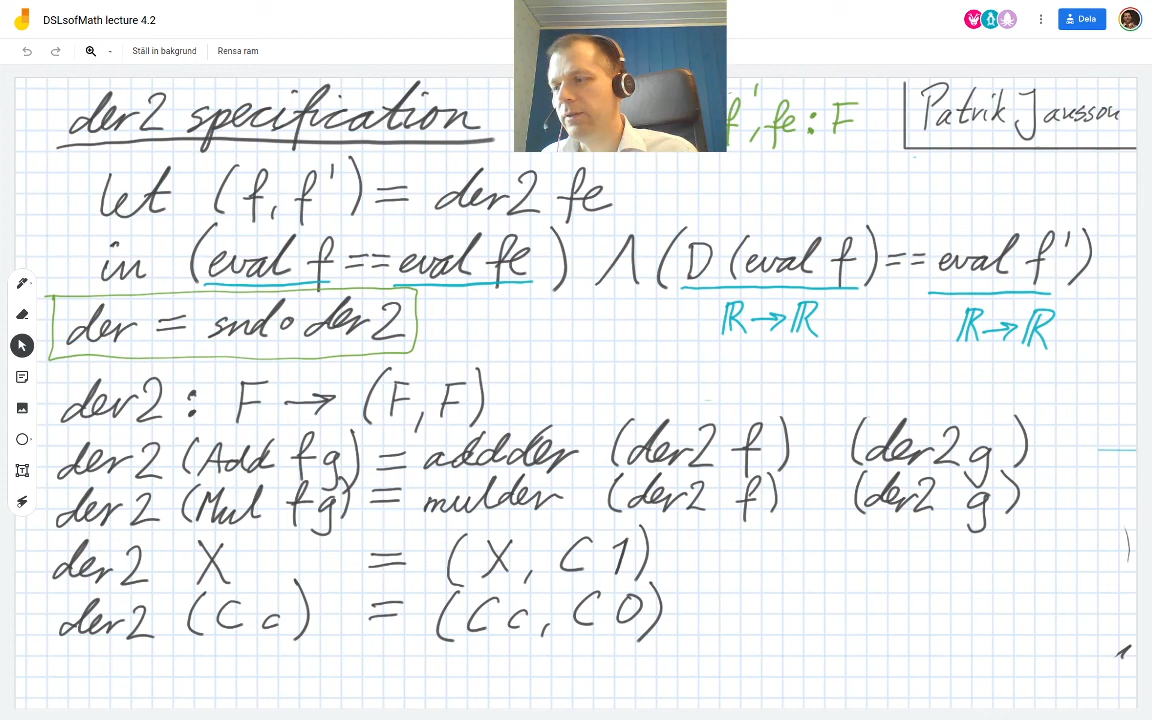 DSLsofMath lecture 4.2
Dela
Ställ in bakgrund Rensa ram
der2 specification
f', fe : F
Patrik Jansson
let (f, f') = der2 fe
in (eval f == eval fe) ∧ (D (eval f) == eval f')
ℝ → ℝ ℝ → ℝ
der = snd ∘ der2
der2 : F → (F, F)
der2 (Add f g) = addder (der2 f) (der2 g)
der2 (Mul f g) = mulder (der2 f) (der2 g)
der2 X = (X, C 1)
der2 (C c) = (C c, C 0)